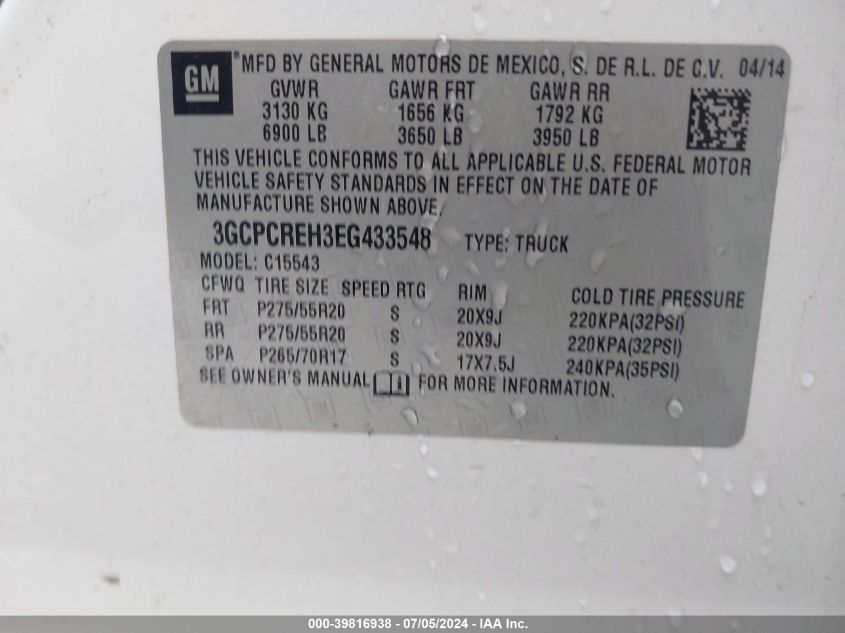 GM
*MFD BY GENERAL MOTORS DE MEXICO, S. DE R.L. DE C.V. 04/14
GVWR GAWR FRT GAWR RR
3130 KG 1656 KG 1792 KG
6900 LB 3650 LB 3950 LB
THIS VEHICLE CONFORMS TO ALL APPLICABLE U.S. FEDERAL MOTOR
VEHICLE SAFETY STANDARDS IN EFFECT ON THE DATE OF
MANUFACTURE SHOWN ABOVE.
3GCPCREH3EG433548 TYPE: TRUCK
MODEL: C15543
CFWQ TIRE SIZE SPEED RTG RIM COLD TIRE PRESSURE
FRT P275/55R20 S 20X9J 220KPA(32PSI)
RR P275/55R20 S 20X9J 220KPA(32PSI)
SPA P265/70R17 S 17X7.5J 240KPA(35PSI)
SEE OWNER'S MANUAL FOR MORE INFORMATION.
000-39816938 - 07/05/2024 - IAA Inc.